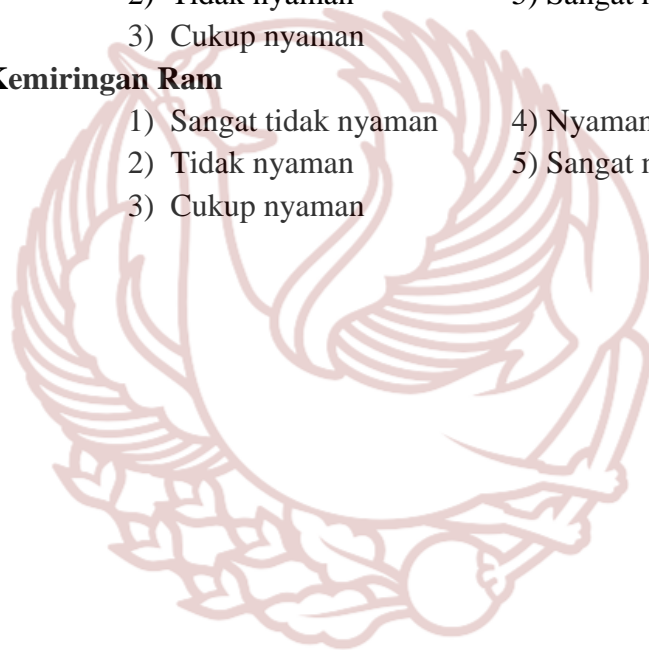 2) Tidak nyaman 5) Sangat
3) Cukup nyaman
Kemiringan Ram
1) Sangat tidak nyaman 4) Nyaman
2) Tidak nyaman 5) Sangat
3) Cukup nyaman